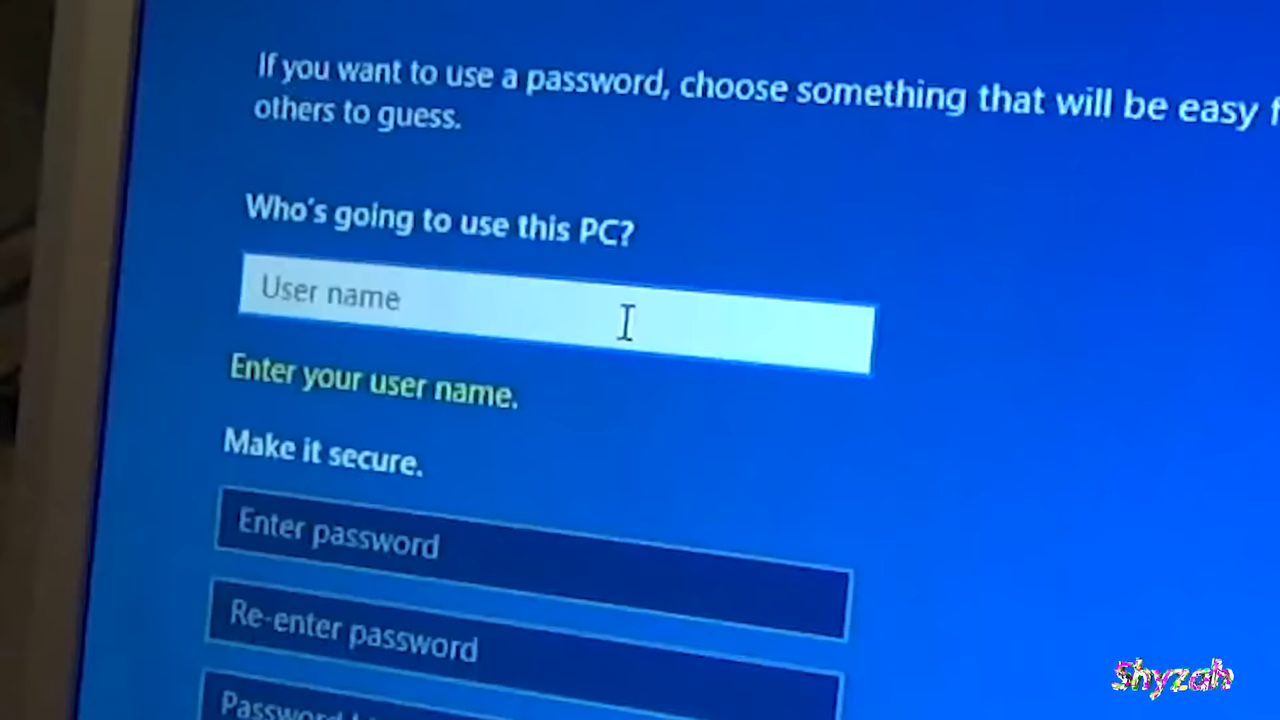 If you want to use a password, choose something that will be easy f
others to guess.
Who's going to use this PC?
User name
Enter your user name.
Make it secure.
Enter password
Re-enter password
Password
Shyzah